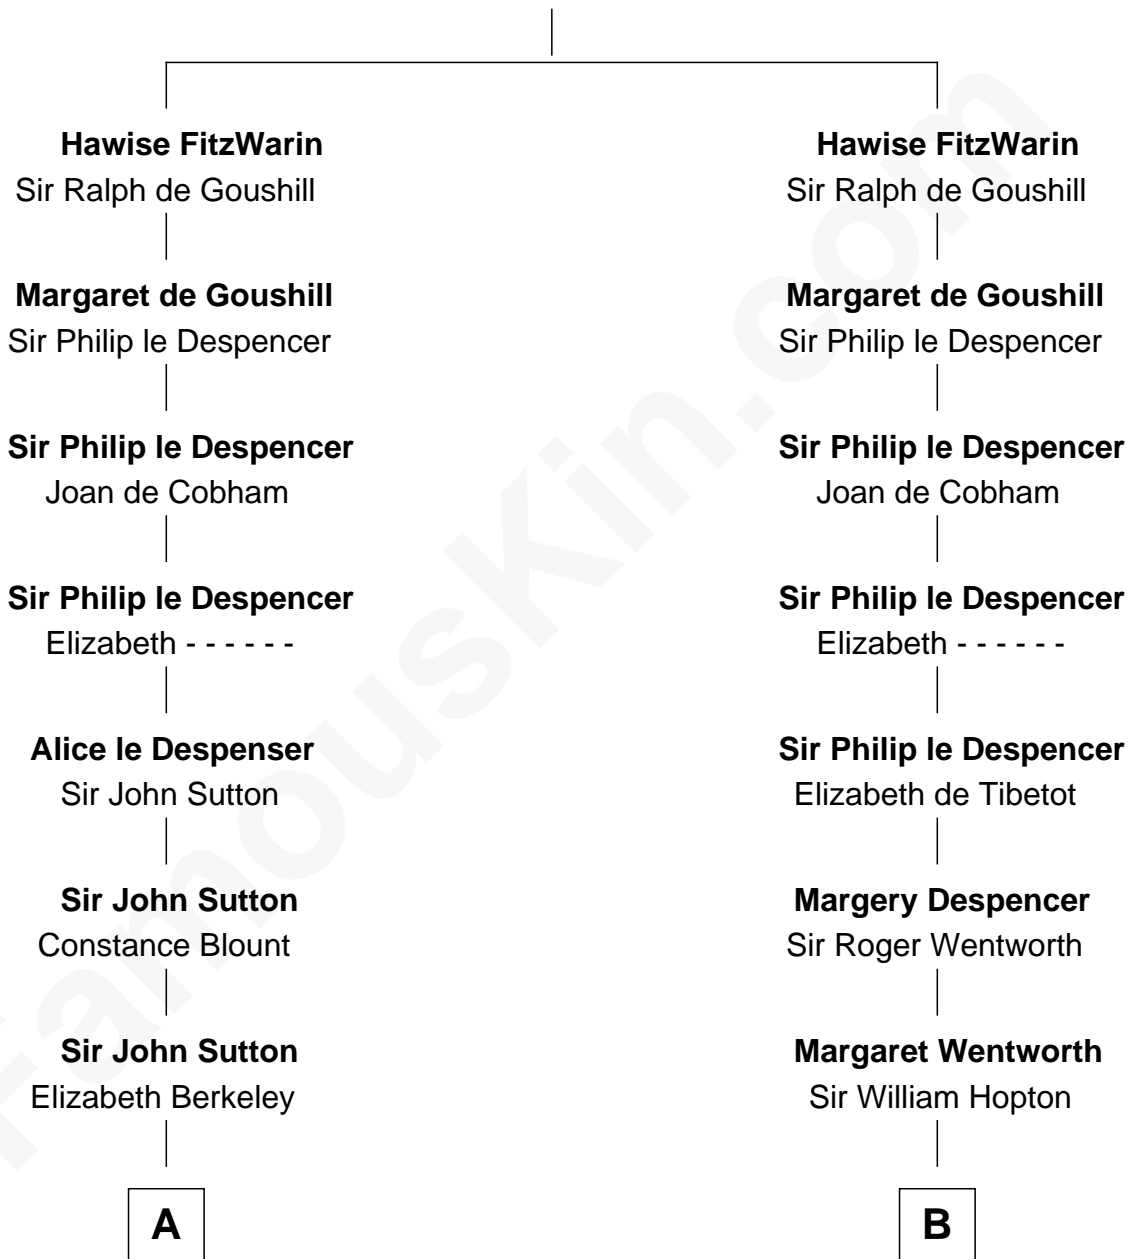 Hawise FitzWarin
Sir Ralph de Goushill
Margaret de Goushill
Sir Philip le Despencer
Sir Philip le Despencer
Joan de Cobham
Sir Philip le Despencer
Elizabeth - - - - - -
Alice le Despenser
Sir John Sutton
Sir John Sutton
Constance Blount
Sir John Sutton
Elizabeth Berkeley
A
Hawise FitzWarin
Sir Ralph de Goushill
Margaret de Goushill
Sir Philip le Despencer
Sir Philip le Despencer
Joan de Cobham
Sir Philip le Despencer
Elizabeth - - - - - -
Sir Philip le Despencer
Elizabeth de Tibetot
Margery Despencer
Sir Roger Wentworth
Margaret Wentworth
Sir William Hopton
B
FamousKin.com